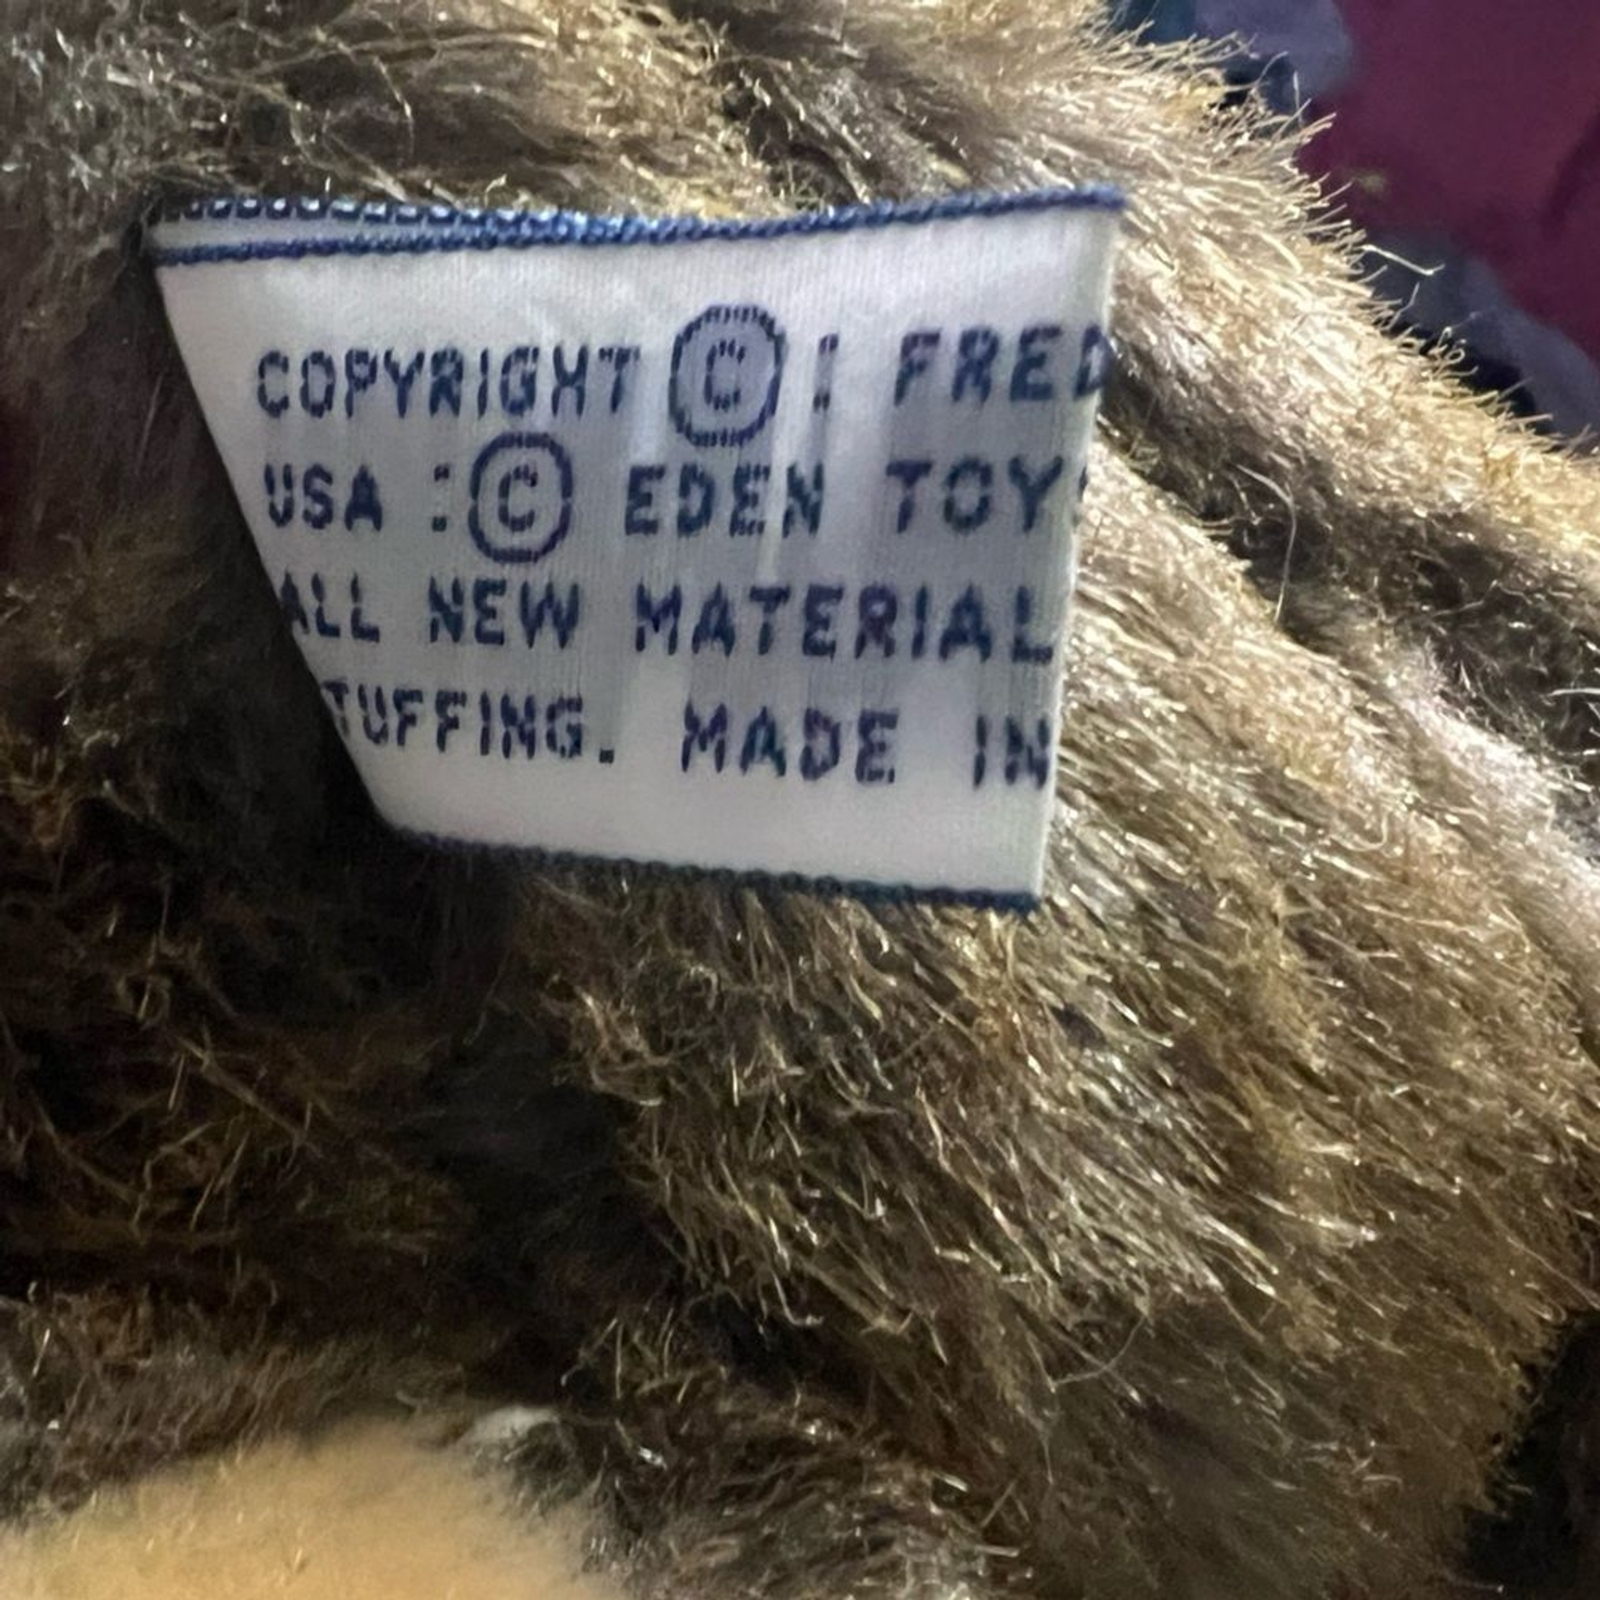 COPYRIGHT © : FRED
USA : © EDEN TOY
ALL NEW MATERIAL
TUFFING. MADE IN